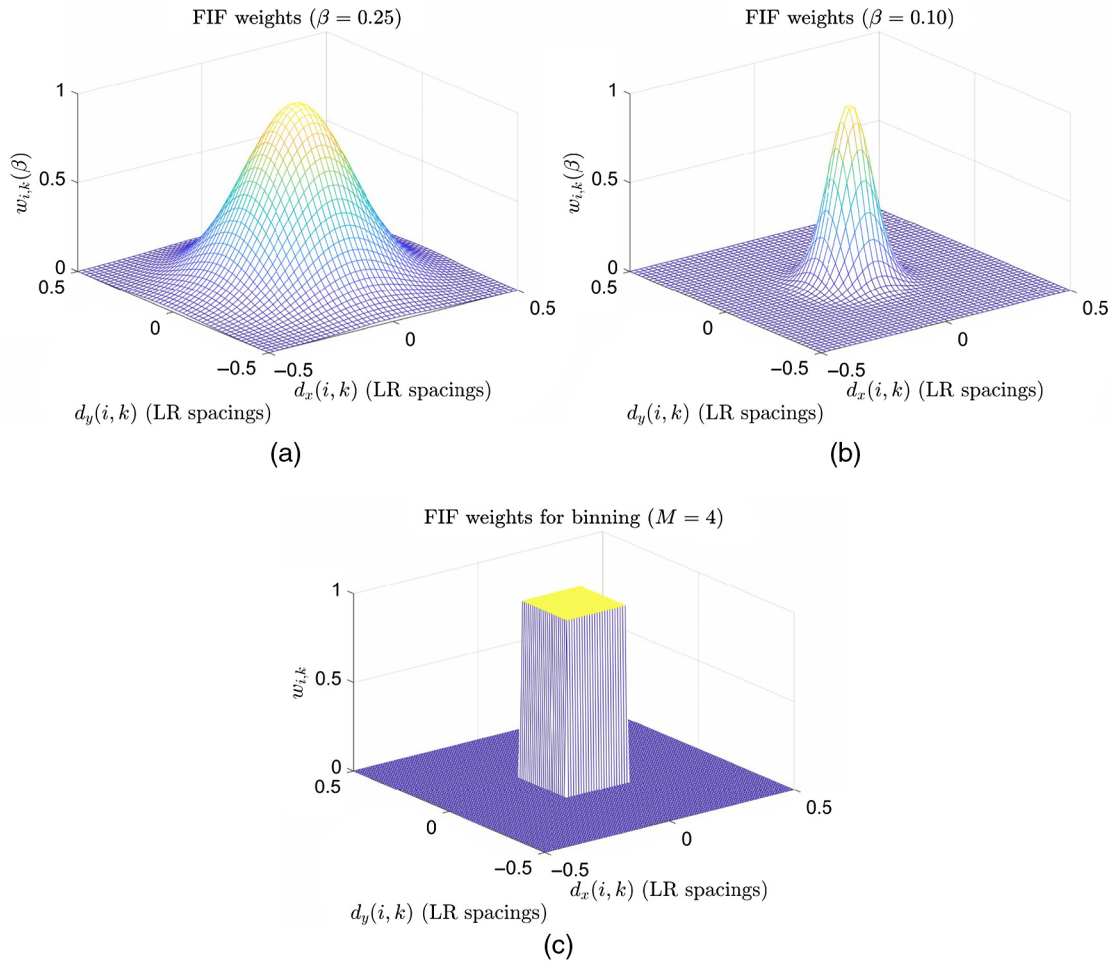 FIF weights (β = 0.25)
1
0.5
0
w_{i,k}(β)
0.5
0
−0.5
−0.5
0
0.5
d_x(i, k) (LR spacings)
d_y(i, k) (LR spacings)
(a)
FIF weights (β = 0.10)
1
0.5
0
w_{i,k}(β)
0.5
0
−0.5
−0.5
0
0.5
d_x(i, k) (LR spacings)
d_y(i, k) (LR spacings)
(b)
FIF weights for binning (M = 4)
1
0.5
0
w_{i,k}
0.5
0
−0.5
−0.5
0
0.5
d_x(i, k) (LR spacings)
d_y(i, k) (LR spacings)
(c)